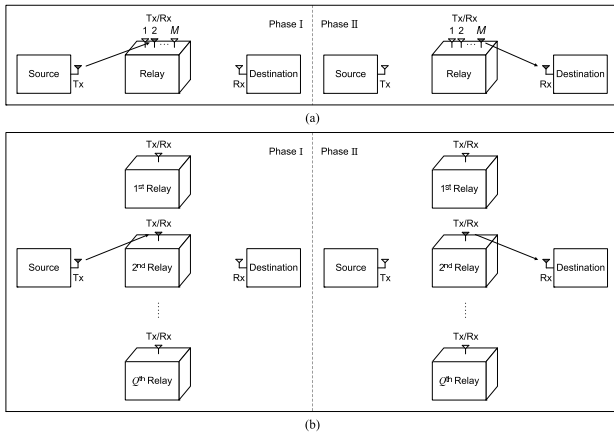 Tx/Rx Phase I Phase II Tx/Rx
1 2 ... M 1 2 ... M
Source Tx Relay Rx Destination Source Tx Relay Rx Destination
(a)
Tx/Rx Phase I Phase II Tx/Rx
1st Relay 1st Relay
Tx/Rx Tx/Rx
Source Tx 2nd Relay Rx Destination Source Tx 2nd Relay Rx Destination
Tx/Rx Tx/Rx
Qth Relay Qth Relay
(b)